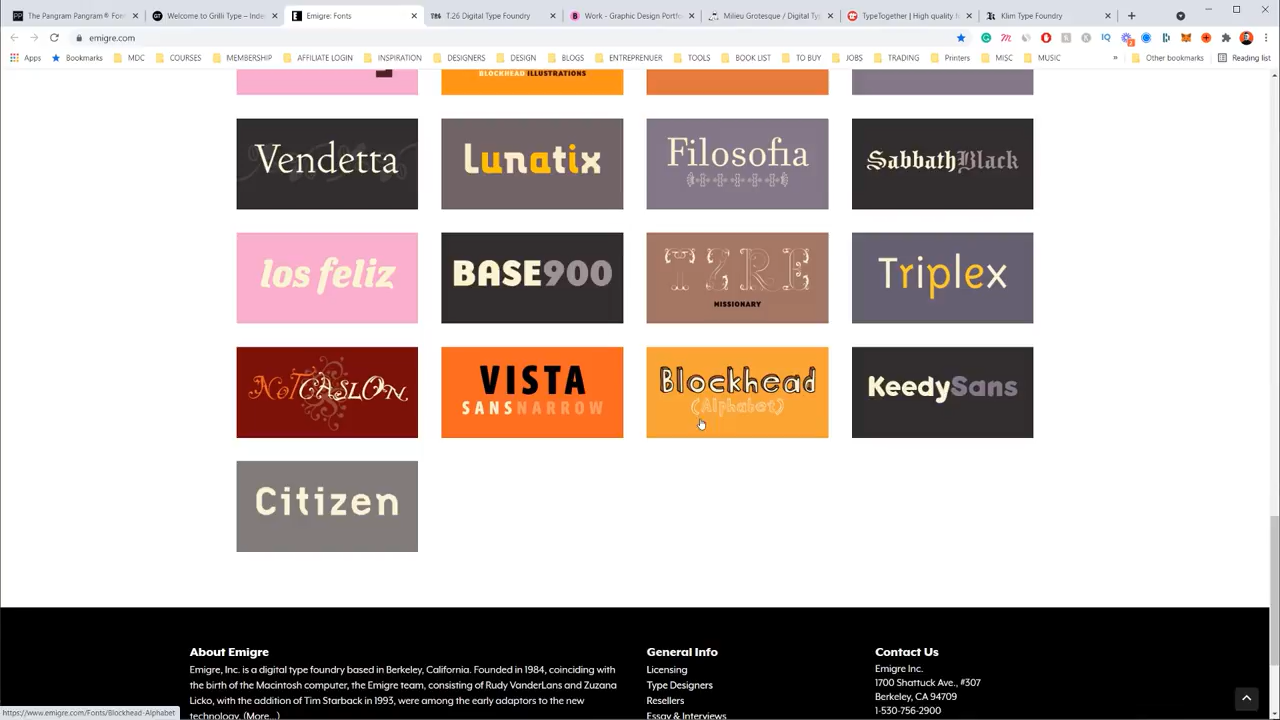 The Pangram Pangram® Fo
Welcome to Grilli Type – Inde
Emigre: Fonts
T.26 Digital Type Foundry
Work - Graphic Design Portfo
Milieu Grotesque / Digital Typ
TypeTogether | High quality f
Klim Type Foundry
emigre.com
Apps
Bookmarks
MDC
COURSES
MEMBERSHIP
AFFILIATE LOGIN
INSPIRATION
DESIGNERS
DESIGN
BLOGS
ENTREPRENUER
TOOLS
BOOK LIST
TO BUY
JOBS
TRADING
Printers
MISC
MUSIC
»
Other bookmarks
Reading list
BLOCKHEAD ILLUSTRATIONS
Vendetta
Lunatix
Filosofia
SabbathBlack
los feliz
BASE900
TZRE
MISSIONARY
Triplex
NOTCASLON
VISTA
SANSNARROW
Blockhead
(Alphabet)
KeedySans
Citizen
About Emigre
Emigre, Inc. is a digital type foundry based in Berkeley, California. Founded in 1984, coinciding with
the birth of the Macintosh computer, the Emigre team, consisting of Rudy VanderLans and Zuzana
Licko, with the addition of Tim Starback in 1993, were among the early adaptors to the new
technology. (More...)
General Info
Licensing
Type Designers
Resellers
Essay & Interviews
Contact Us
Emigre Inc.
1700 Shattuck Ave., #307
Berkeley, CA 94709
1-530-756-2900
https://www.emigre.com/Fonts/Blockhead-Alphabet